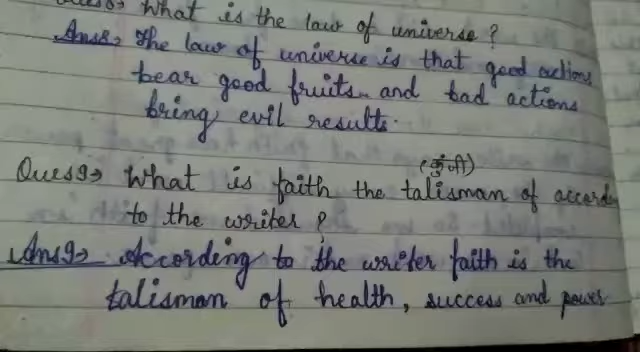 Ques8→ What is the law of universe?
Ans8→ The law of universe is that good actions
bear good fruits and bad actions
bring evil results.
(कुंजी)
Ques9→ What is faith the talisman of accord
to the writer?
Ans9→ According to the writer faith is the
talisman of health, success and power